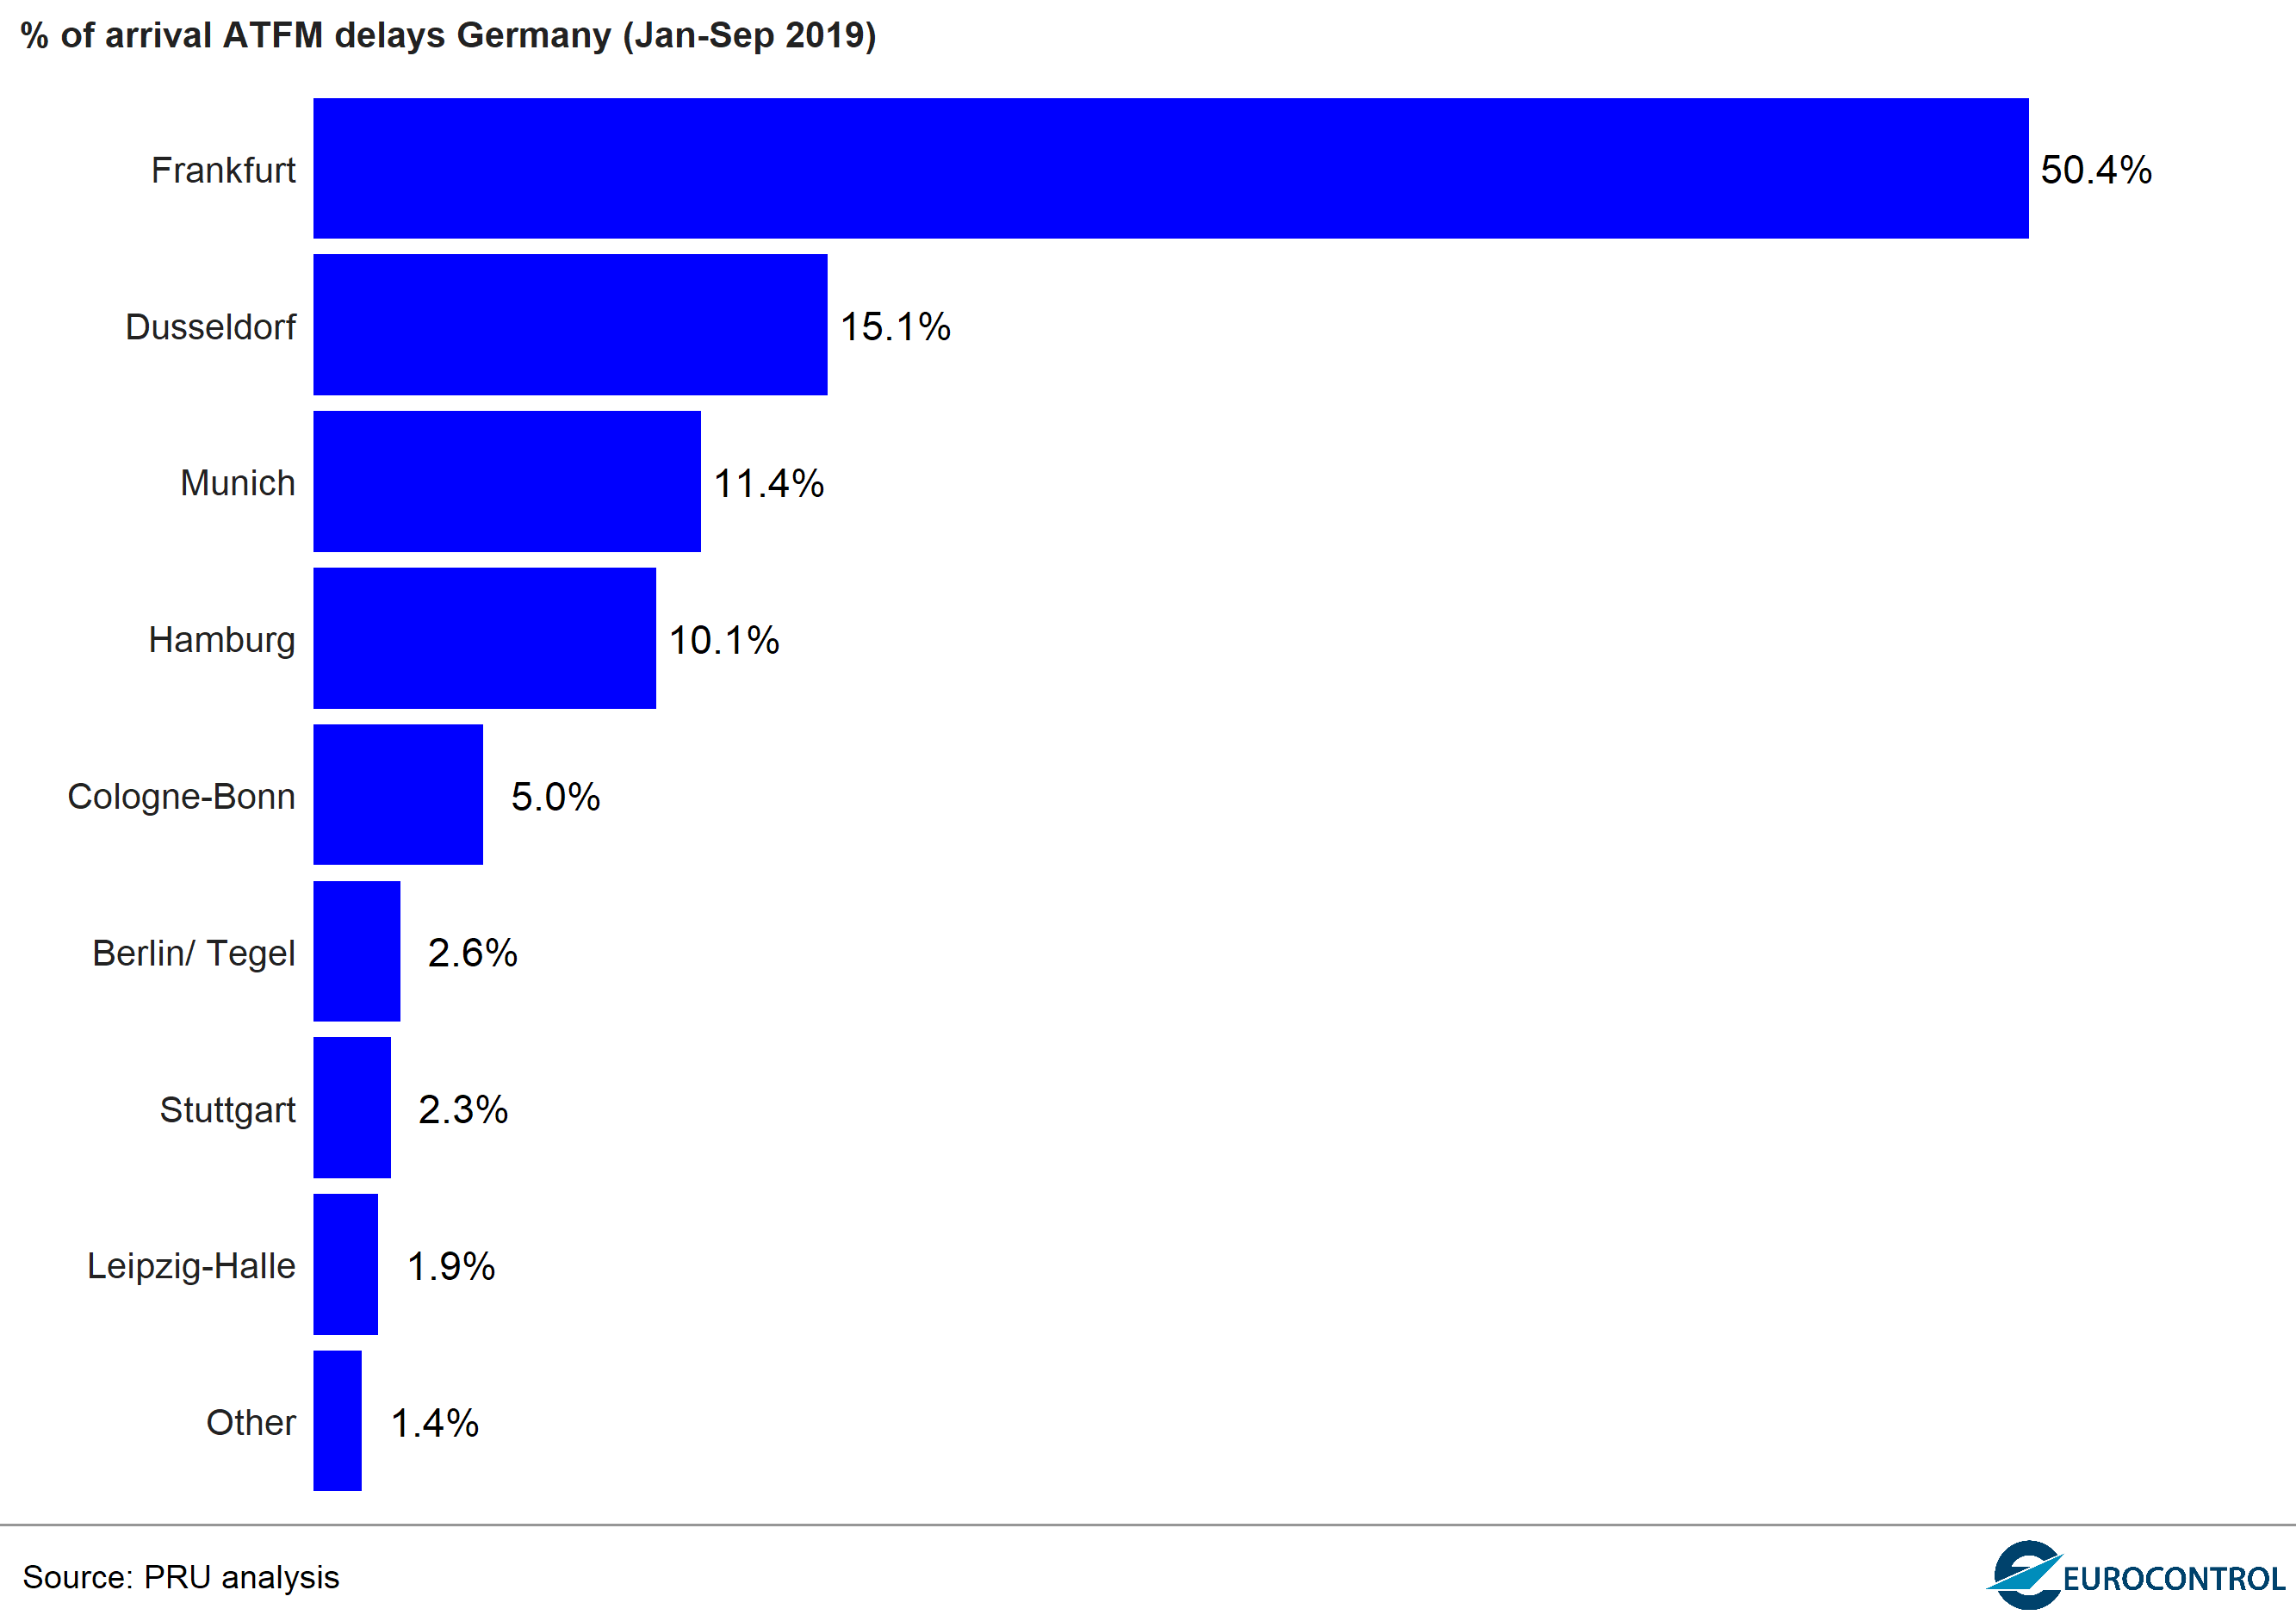 % of arrival ATFM delays Germany (Jan-Sep 2019)
Frankfurt 50.4%
Dusseldorf 15.1%
Munich 11.4%
Hamburg 10.1%
Cologne-Bonn 5.0%
Berlin/ Tegel 2.6%
Stuttgart 2.3%
Leipzig-Halle 1.9%
Other 1.4%
Source: PRU analysis
EUROCONTROL